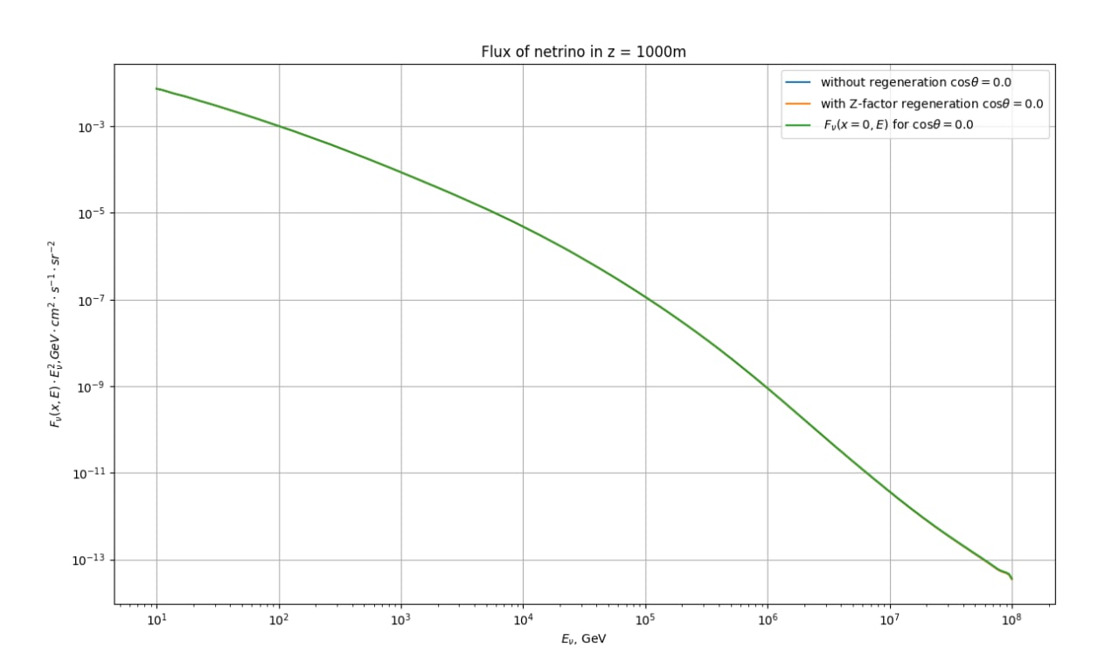 Flux of netrino in z = 1000m
without regeneration cosθ = 0.0
with Z-factor regeneration cosθ = 0.0
F_ν(x = 0, E) for cosθ = 0.0
F_ν(x, E) · E_ν^2, GeV · cm^2 · s^−1 · sr^−2
10^−3
10^−5
10^−7
10^−9
10^−11
10^−13
10^1 10^2 10^3 10^4 10^5 10^6 10^7 10^8
E_ν, GeV